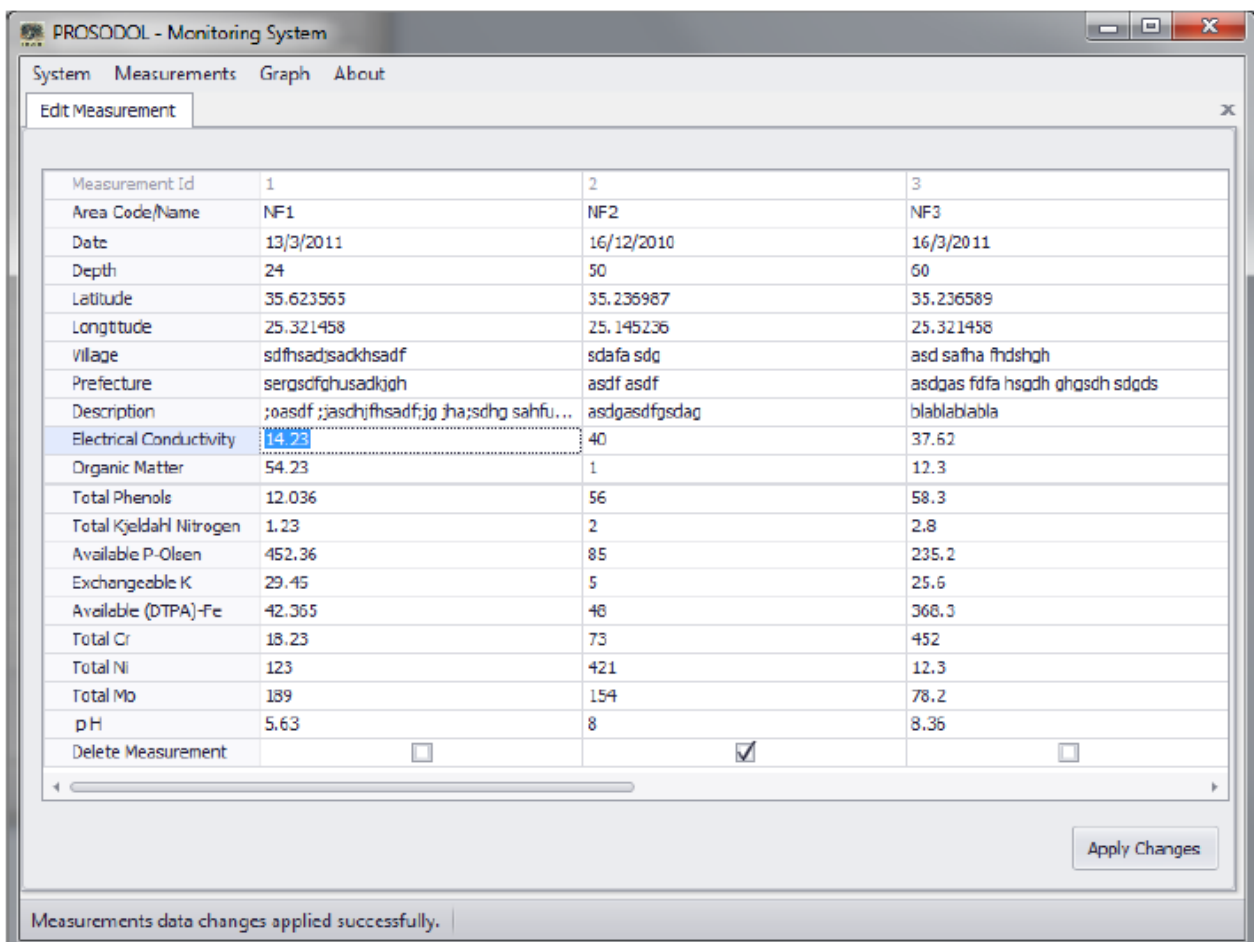 PROSODOL - Monitoring System
System Measurements Graph About
Edit Measurement
Measurement Id 1 2 3
Area Code/Name NF1 NF2 NF3
Date 13/3/2011 16/12/2010 16/3/2011
Depth 24 50 60
Latitude 35.623565 35.236987 35.236589
Longtitude 25.321458 25.145236 25.321458
Village sdfhsadjsadkhsadf sdafa sdg asd safha fhdshgh
Prefecture sergsdfghusadkjgh asdf asdf asdgas fdfa hsgdh ghgsdh sdgds
Description ;oasdf ;jasdhjfhsadf;jg jha;sdhg sahfu... asdgasdfgsdag blablablabla
Electrical Conductivity 14.23 40 37.62
Organic Matter 54.23 1 12.3
Total Phenols 12.036 56 58.3
Total Kjeldahl Nitrogen 1.23 2 2.8
Available P-Olsen 452.36 85 235.2
Exchangeable K 29.45 5 25.6
Available (DTPA)-Fe 42.365 48 368.3
Total Cr 18.23 73 452
Total Ni 123 421 12.3
Total Mo 189 154 78.2
pH 5.63 8 8.36
Delete Measurement
Apply Changes
Measurements data changes applied successfully.